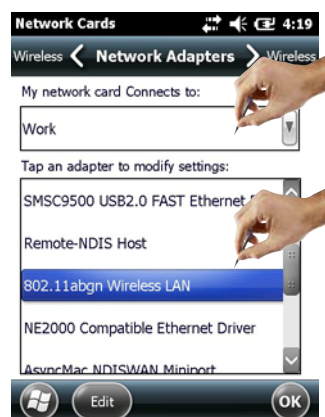 Network Cards 4:19
Wireless Network Adapters Wireless
My network card Connects to:
Work
Tap an adapter to modify settings:
SMSC9500 USB2.0 FAST Ethernet
Remote-NDIS Host
802.11abgn Wireless LAN
NE2000 Compatible Ethernet Driver
AsyncMac NDISWAN Miniport
Edit OK